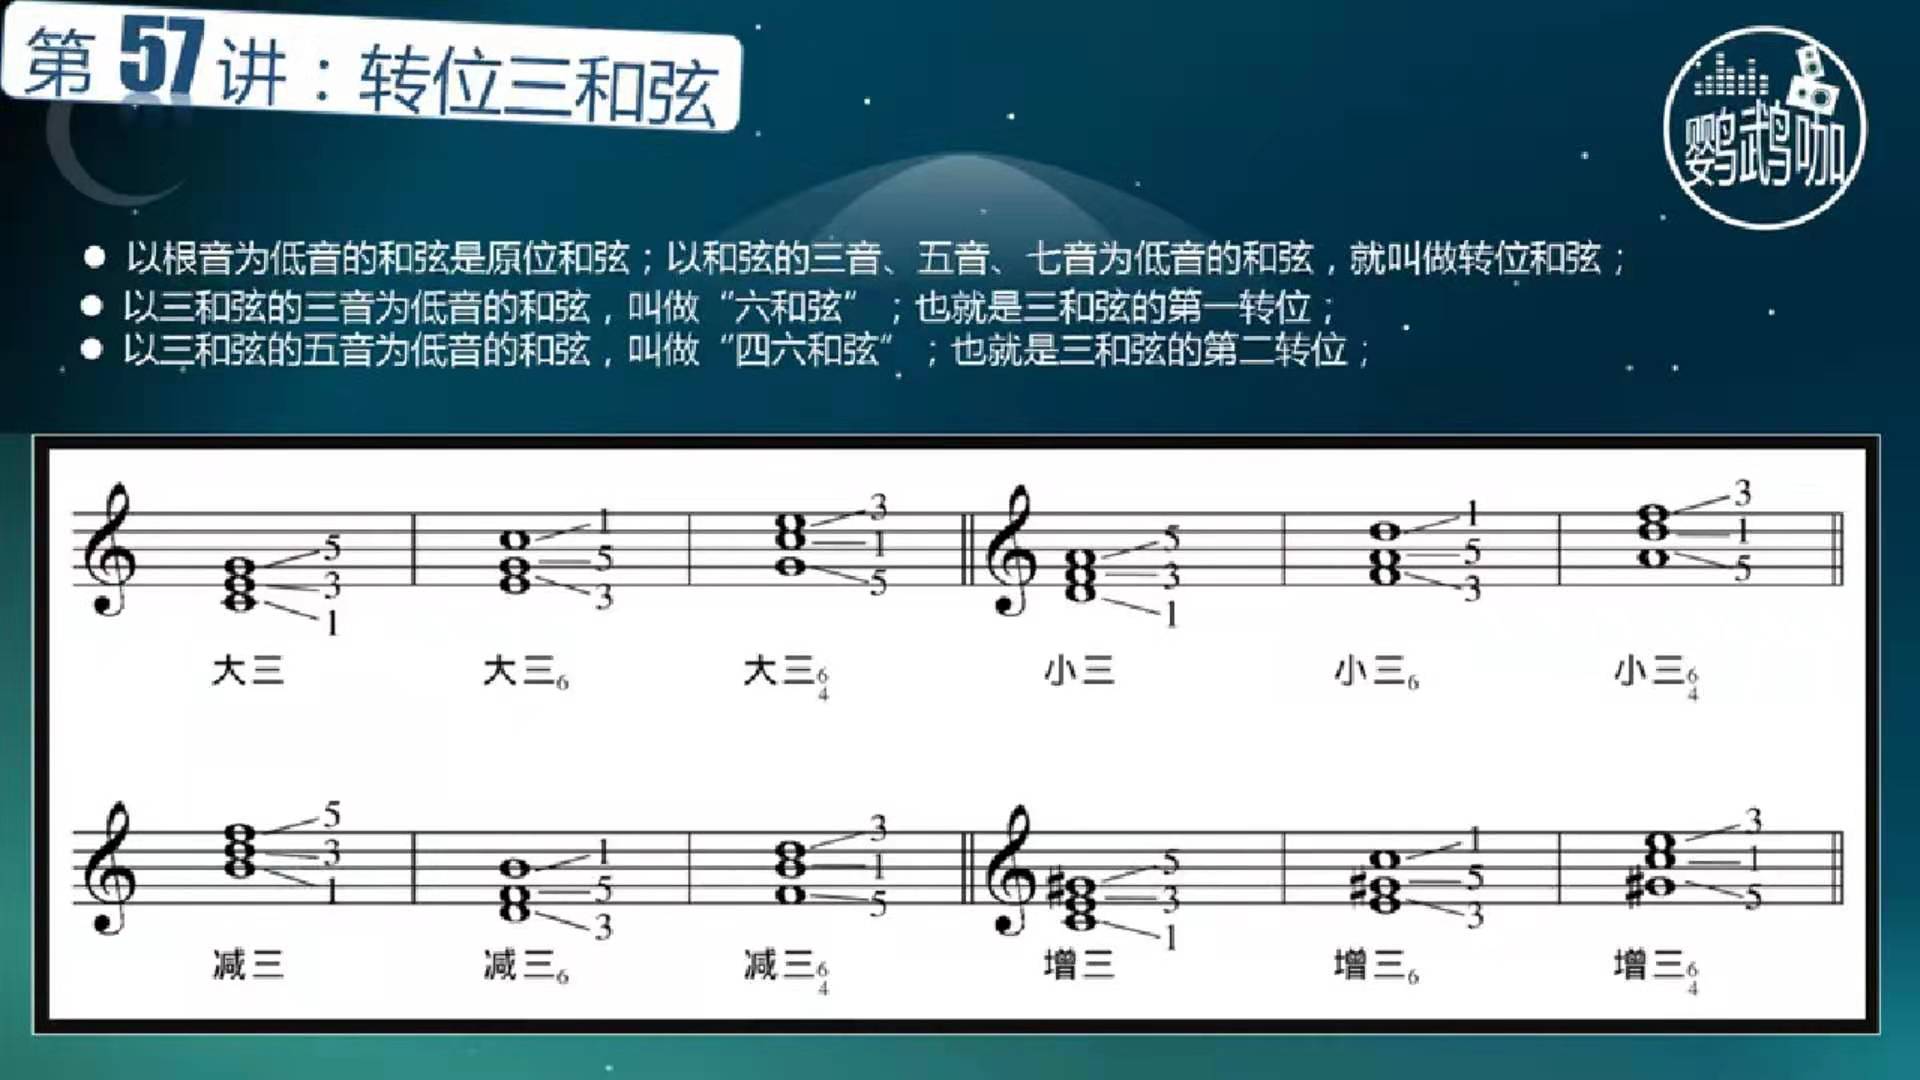 第57讲：转位三和弦
鹦鹉咖
● 以根音为低音的和弦是原位和弦；以和弦的三音、五音、七音为低音的和弦，就叫做转位和弦；
● 以三和弦的三音为低音的和弦，叫做“六和弦”；也就是三和弦的第一转位；
● 以三和弦的五音为低音的和弦，叫做“四六和弦”；也就是三和弦的第二转位；
5 3 1 1 5 3 3 1 5 5 3 1 1 5 3 3 1 5
大三 大三6 大三64 小三 小三6 小三64
5 3 1 1 5 3 3 1 5 5 3 1 1 5 3 3 1 5
减三 减三6 减三64 增三 增三6 增三64